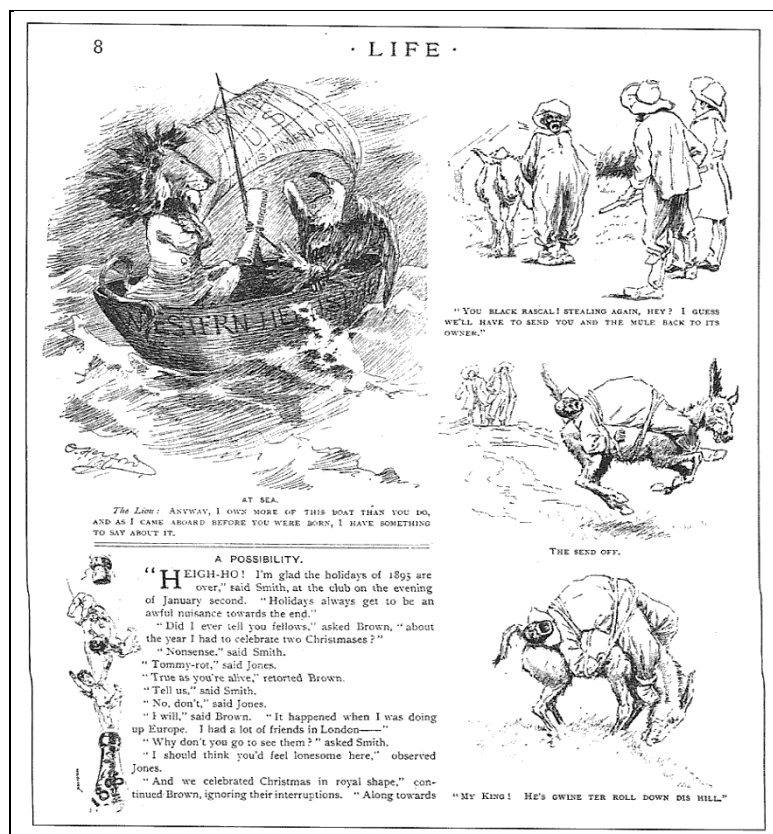 8
· LIFE ·
U S
AMERICA
WESTERN HE
AT SEA.
The Lion: ANYWAY, I OWN MORE OF THIS BOAT THAN YOU DO,
AND AS I CAME ABOARD BEFORE YOU WERE BORN, I HAVE SOMETHING
TO SAY ABOUT IT.
A POSSIBILITY.
"HEIGH-HO! I'm glad the holidays of 1895 are
over," said Smith, at the club on the evening
of January second. "Holidays always get to be an
awful nuisance towards the end."
"Did I ever tell you fellows," asked Brown, "about
the year I had to celebrate two Christmases?"
"Nonsense." said Smith.
"Tommy-rot," said Jones.
"True as you're alive," retorted Brown.
"Tell us," said Smith.
"No, don't," said Jones.
"I will," said Brown. "It happened when I was doing
up Europe. I had a lot of friends in London——"
"Why don't you go to see them?" asked Smith.
"I should think you'd feel lonesome here," observed
Jones.
"And we celebrated Christmas in royal shape," con-
tinued Brown, ignoring their interruptions. "Along towards
"YOU BLACK RASCAL! STEALING AGAIN, HEY? I GUESS
WE'LL HAVE TO SEND YOU AND THE MULE BACK TO ITS
OWNER."
THE SEND OFF.
"MY KING! HE'S GWINE TER ROLL DOWN DIS HILL."